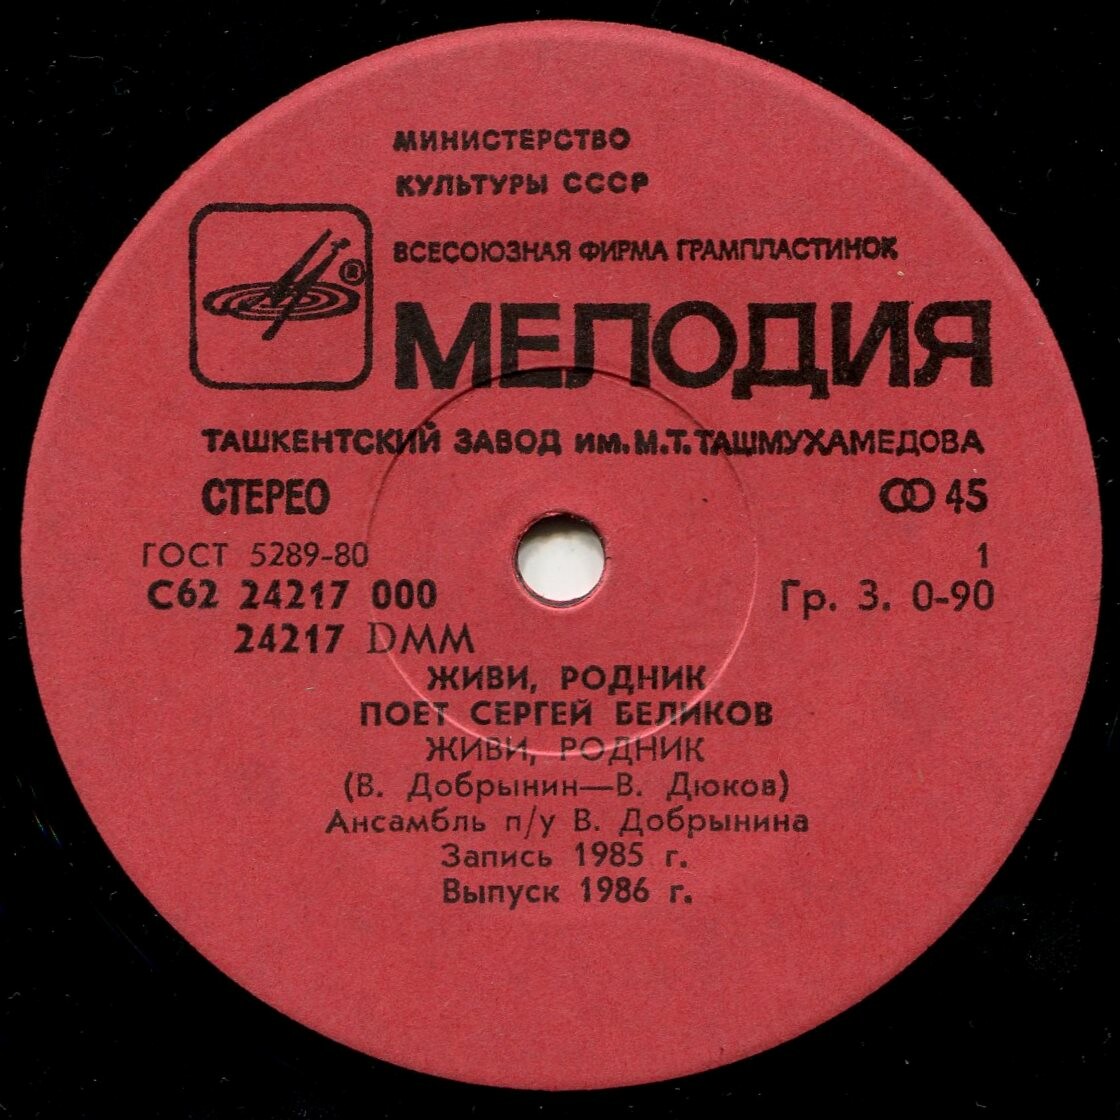 МИНИСТЕРСТВО
КУЛЬТУРЫ СССР
ВСЕСОЮЗНАЯ ФИРМА ГРАМПЛАСТИНОК
®
МЕЛОДИЯ
ТАШКЕНТСКИЙ ЗАВОД им. М.Т. ТАШМУХАМЕДОВА
СТЕРЕО 45
ГОСТ 5289-80 1
С62 24217 000 Гр. 3. 0-90
24217 DMM
ЖИВИ, РОДНИК
ПОЕТ СЕРГЕЙ БЕЛИКОВ
ЖИВИ, РОДНИК
(В. Добрынин—В. Дюков)
Ансамбль п/у В. Добрынина
Запись 1985 г.
Выпуск 1986 г.